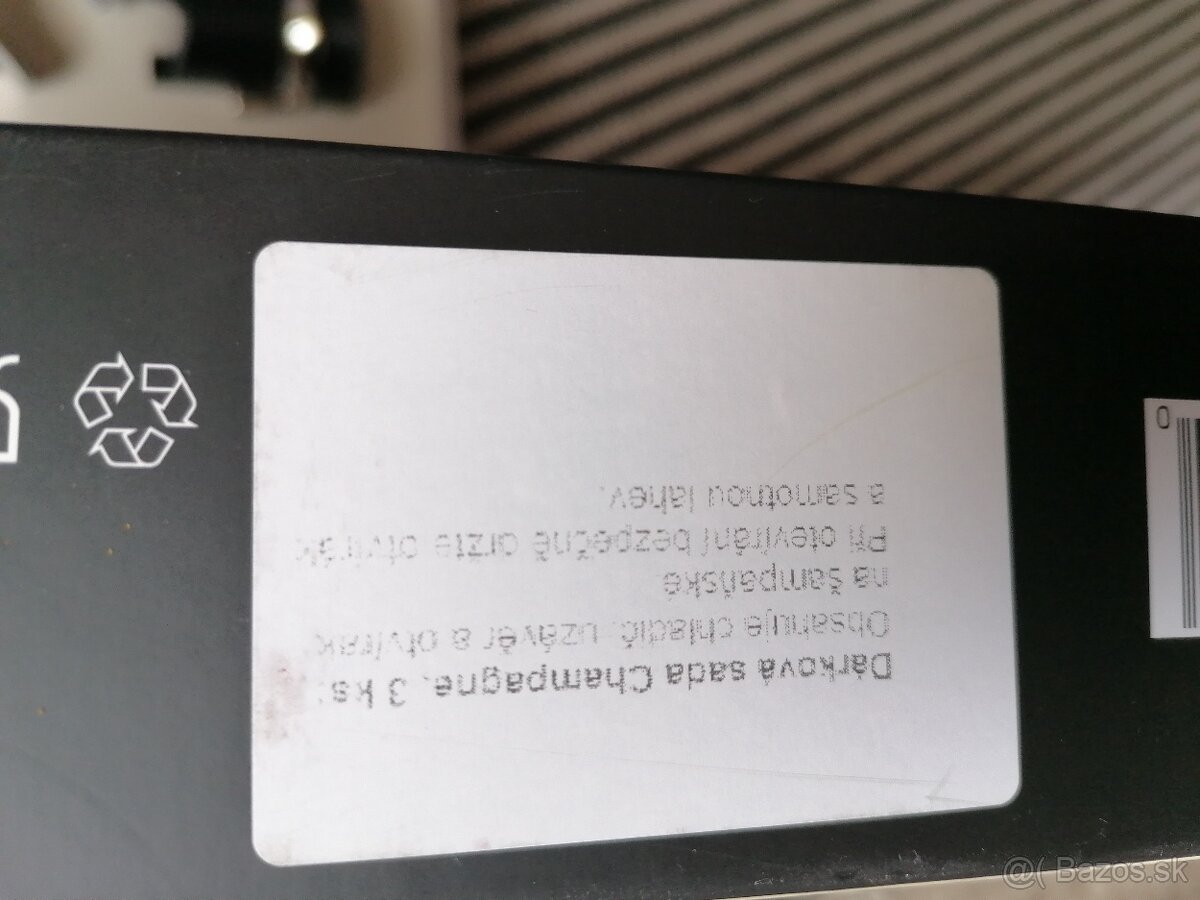 Dárková sada Champagne, 3 ks:
Obsahuje chladič, uzávěr a otvírák
na šampaňské
Při otevírání bezpečně držte otvírák
a samotnou láhev.
0
@( Bazos.sk